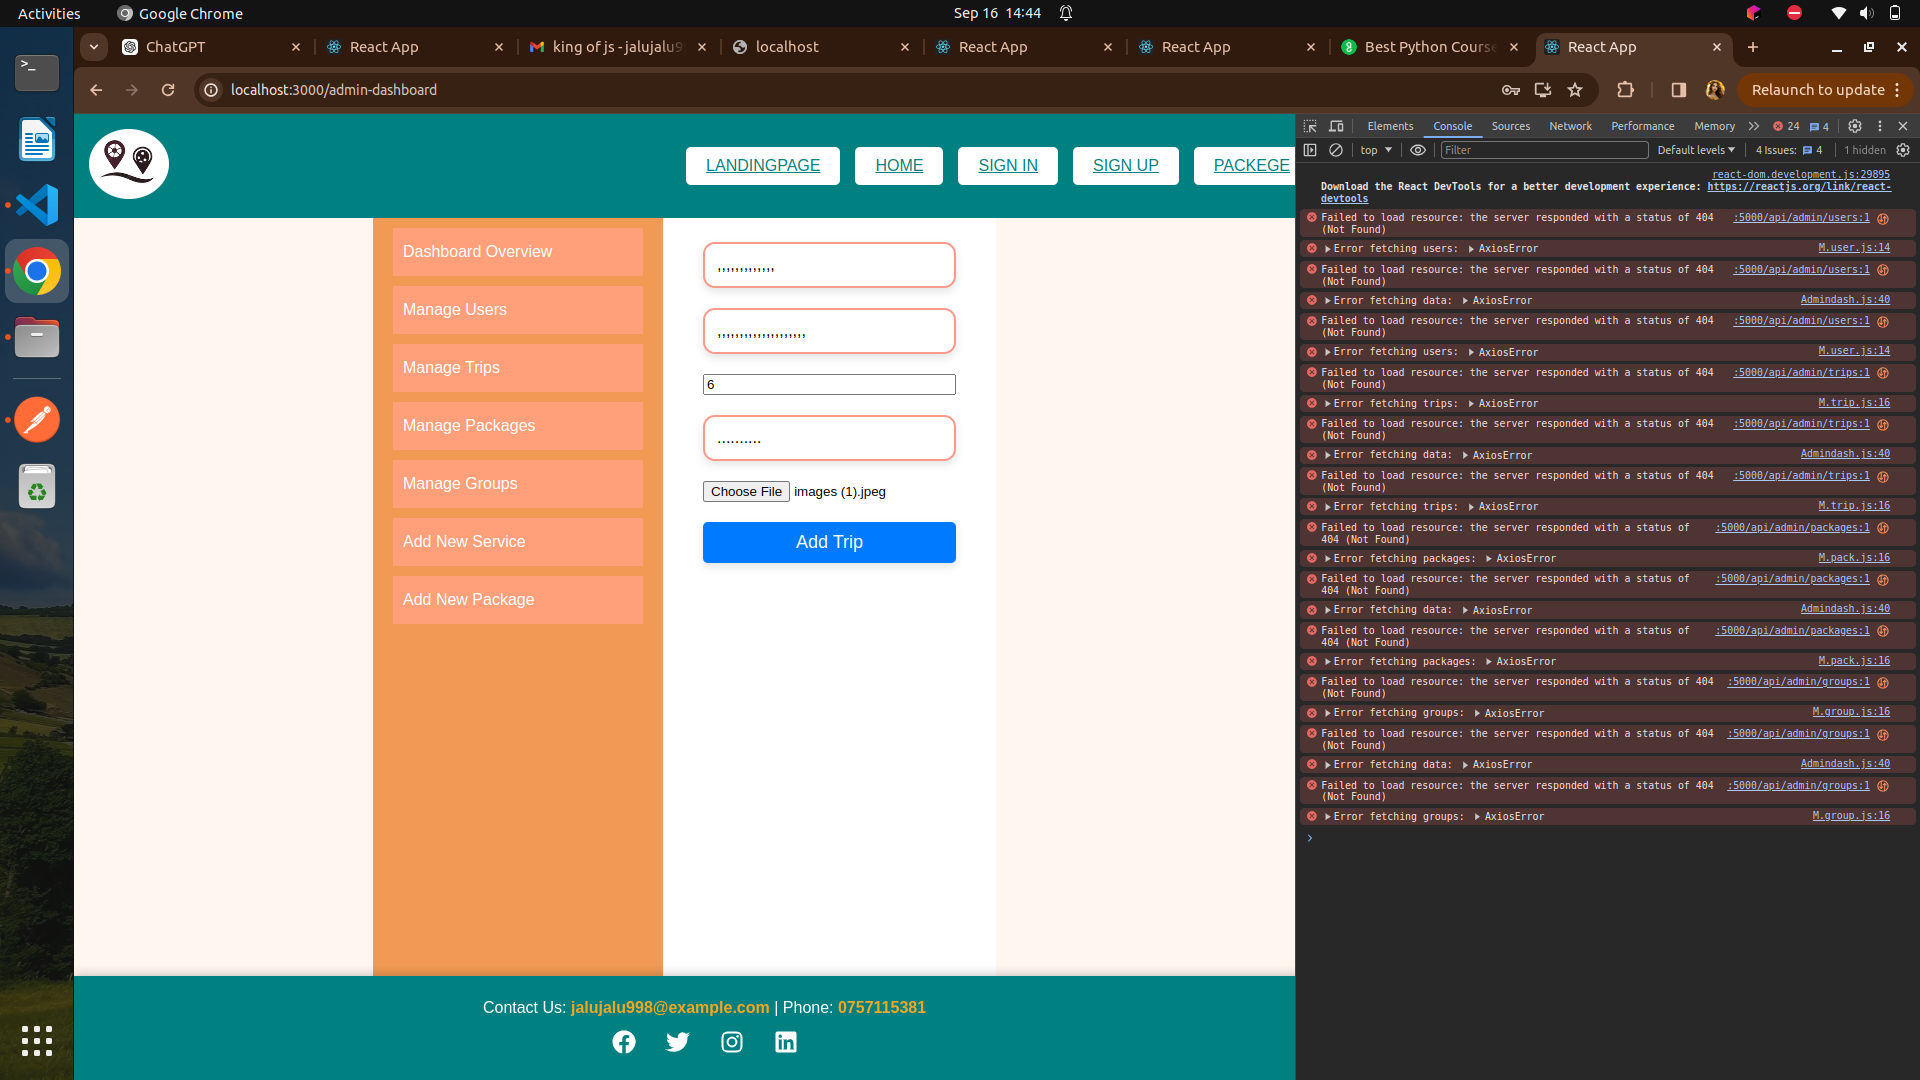 Activities
Google Chrome
Sep 16 14:44
ChatGPT
React App
king of js - jalujalu9
localhost
React App
React App
Best Python Course
React App
localhost:3000/admin-dashboard
Relaunch to update
LANDINGPAGE
HOME
SIGN IN
SIGN UP
PACKEGE
Dashboard Overview
Manage Users
Manage Trips
Manage Packages
Manage Groups
Add New Service
Add New Package
,,,,,,,,,,,,,
,,,,,,,,,,,,,,,,,,,,
6
..........
Choose File images (1).jpeg
Add Trip
Contact Us: jalujalu998@example.com | Phone: 0757115381
Elements Console Sources Network Performance Memory 24 4
top Filter Default levels 4 Issues: 4 1 hidden
react-dom.development.js:29895
Download the React DevTools for a better development experience: https://reactjs.org/link/react-
devtools
Failed to load resource: the server responded with a status of 404 :5000/api/admin/users:1
(Not Found)
Error fetching users: AxiosError M.user.js:14
Failed to load resource: the server responded with a status of 404 :5000/api/admin/users:1
(Not Found)
Error fetching data: AxiosError Admindash.js:40
Failed to load resource: the server responded with a status of 404 :5000/api/admin/users:1
(Not Found)
Error fetching users: AxiosError M.user.js:14
Failed to load resource: the server responded with a status of 404 :5000/api/admin/trips:1
(Not Found)
Error fetching trips: AxiosError M.trip.js:16
Failed to load resource: the server responded with a status of 404 :5000/api/admin/trips:1
(Not Found)
Error fetching data: AxiosError Admindash.js:40
Failed to load resource: the server responded with a status of 404 :5000/api/admin/trips:1
(Not Found)
Error fetching trips: AxiosError M.trip.js:16
Failed to load resource: the server responded with a status of :5000/api/admin/packages:1
404 (Not Found)
Error fetching packages: AxiosError M.pack.js:16
Failed to load resource: the server responded with a status of :5000/api/admin/packages:1
404 (Not Found)
Error fetching data: AxiosError Admindash.js:40
Failed to load resource: the server responded with a status of :5000/api/admin/packages:1
404 (Not Found)
Error fetching packages: AxiosError M.pack.js:16
Failed to load resource: the server responded with a status of 404 :5000/api/admin/groups:1
(Not Found)
Error fetching groups: AxiosError M.group.js:16
Failed to load resource: the server responded with a status of 404 :5000/api/admin/groups:1
(Not Found)
Error fetching data: AxiosError Admindash.js:40
Failed to load resource: the server responded with a status of 404 :5000/api/admin/groups:1
(Not Found)
Error fetching groups: AxiosError M.group.js:16